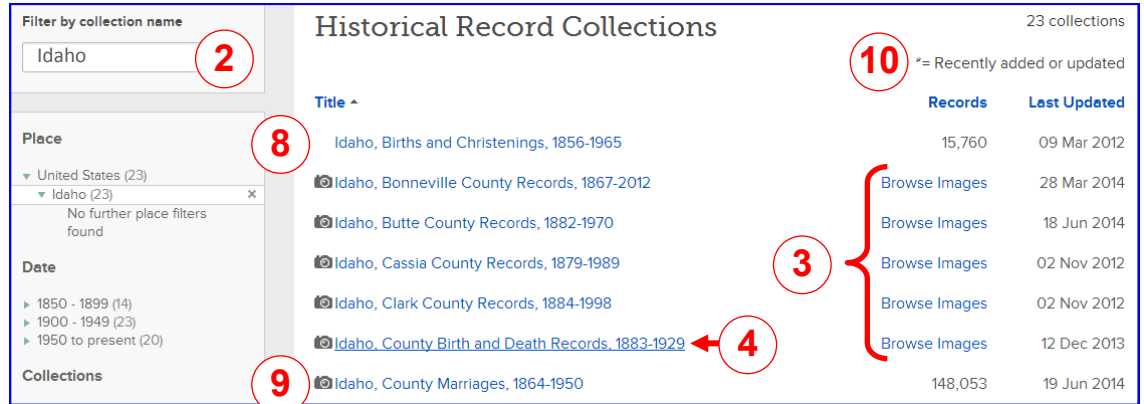 Filter by collection name
Idaho
2
Place
▾ United States (23)
▾ Idaho (23) ×
No further place filters
found
Date
▸ 1850 - 1899 (14)
▸ 1900 - 1949 (23)
▸ 1950 to present (20)
Collections
Historical Record Collections
23 collections
10
*= Recently added or updated
Title Records Last Updated
8 Idaho, Births and Christenings, 1856-1965 15,760 09 Mar 2012
Idaho, Bonneville County Records, 1867-2012 Browse Images 28 Mar 2014
Idaho, Butte County Records, 1882-1970 Browse Images 18 Jun 2014
Idaho, Cassia County Records, 1879-1989 3 Browse Images 02 Nov 2012
Idaho, Clark County Records, 1884-1998 Browse Images 02 Nov 2012
Idaho, County Birth and Death Records, 1883-1929 4 Browse Images 12 Dec 2013
9 Idaho, County Marriages, 1864-1950 148,053 19 Jun 2014